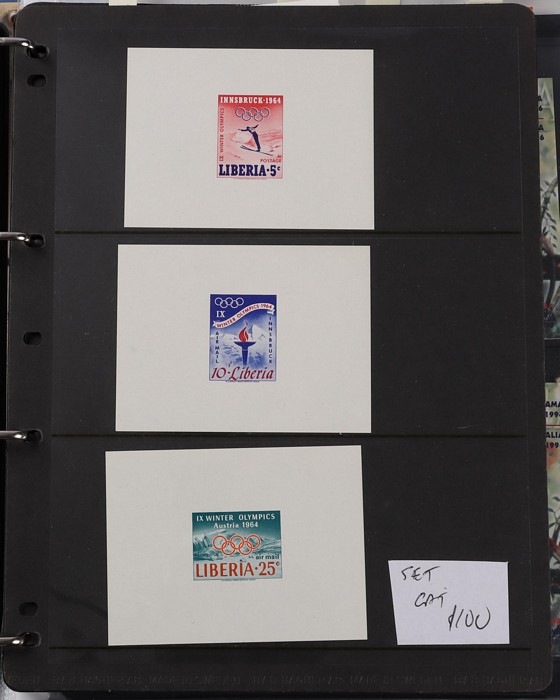 INNSBRUCK·1964
IX WINTER OLYMPICS
POSTAGE
LIBERIA·5¢
IX
WINTER OLYMPICS·1964
AIR MAIL
INNSBRUCK
10¢ Liberia
IX WINTER OLYMPICS
Austria 1964
air mail
LIBERIA·25¢
SET
CAT
$100